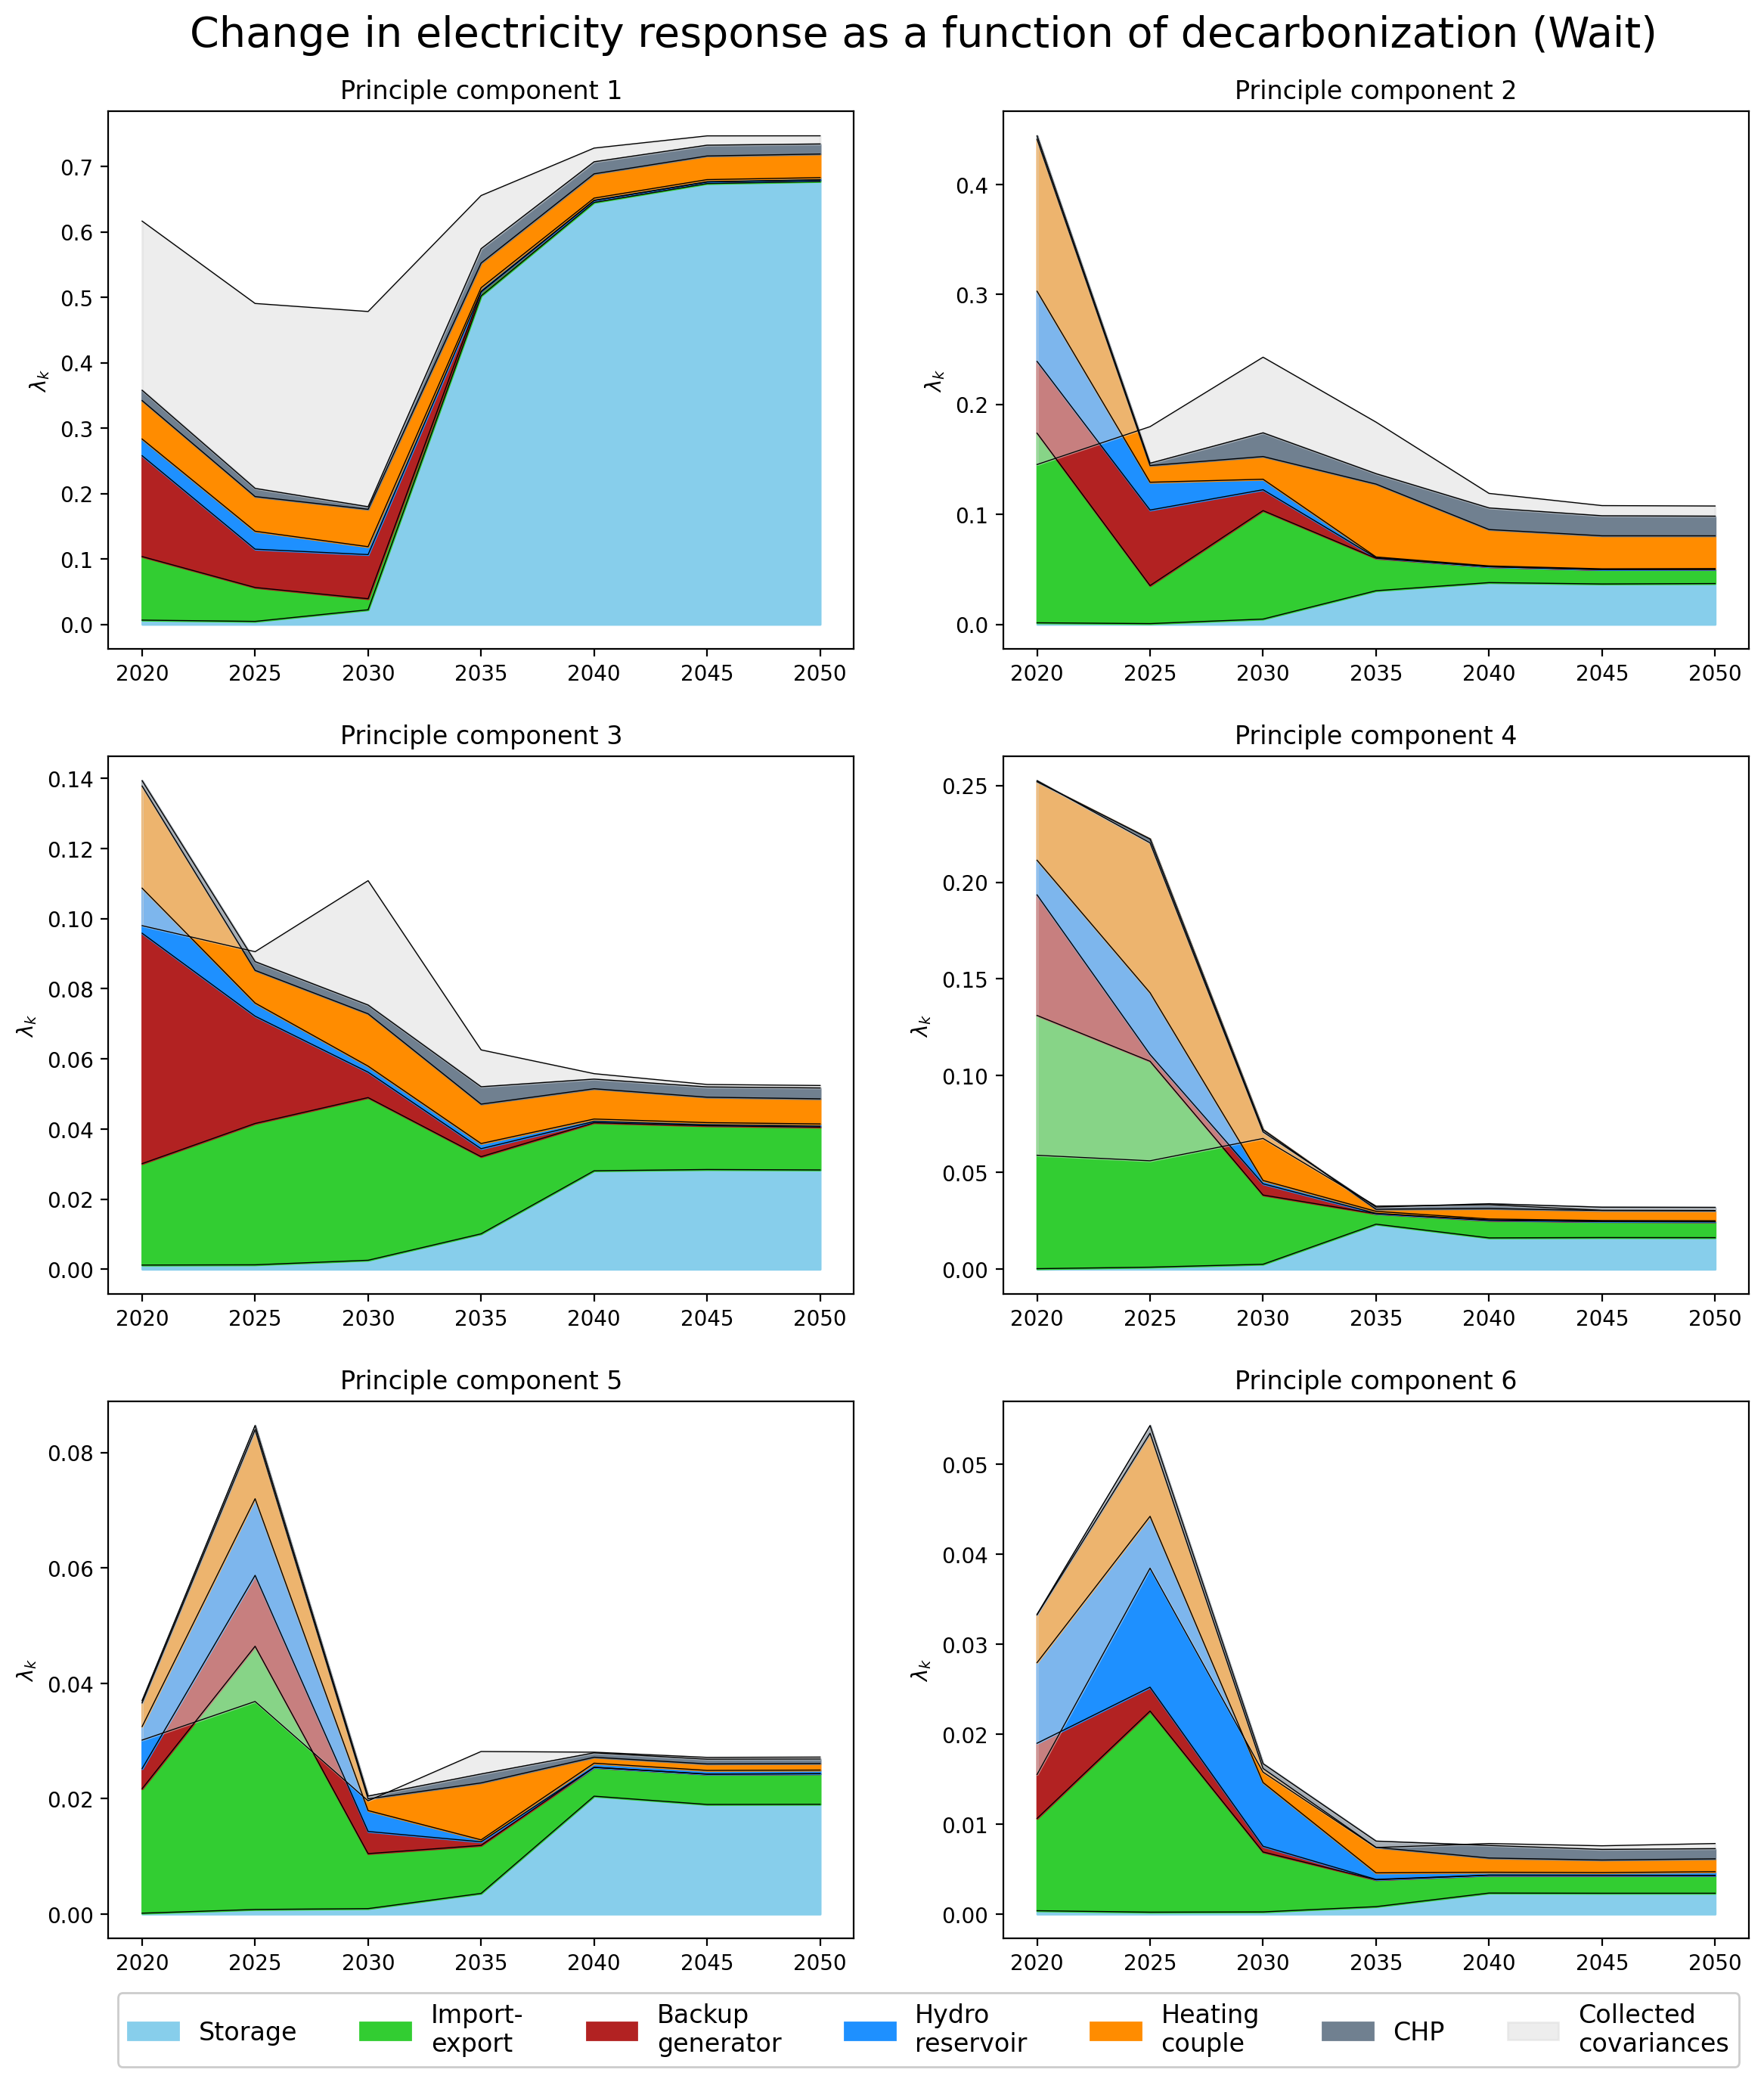 Change in electricity response as a function of decarbonization (Wait)
Principle component 1
λk
0.7
0.6
0.5
0.4
0.3
0.2
0.1
0.0
2020 2025 2030 2035 2040 2045 2050
Principle component 2
λk
0.4
0.3
0.2
0.1
0.0
2020 2025 2030 2035 2040 2045 2050
Principle component 3
λk
0.14
0.12
0.10
0.08
0.06
0.04
0.02
0.00
2020 2025 2030 2035 2040 2045 2050
Principle component 4
λk
0.25
0.20
0.15
0.10
0.05
0.00
2020 2025 2030 2035 2040 2045 2050
Principle component 5
λk
0.08
0.06
0.04
0.02
0.00
2020 2025 2030 2035 2040 2045 2050
Principle component 6
λk
0.05
0.04
0.03
0.02
0.01
0.00
2020 2025 2030 2035 2040 2045 2050
Storage
Import-
export
Backup
generator
Hydro
reservoir
Heating
couple
CHP
Collected
covariances